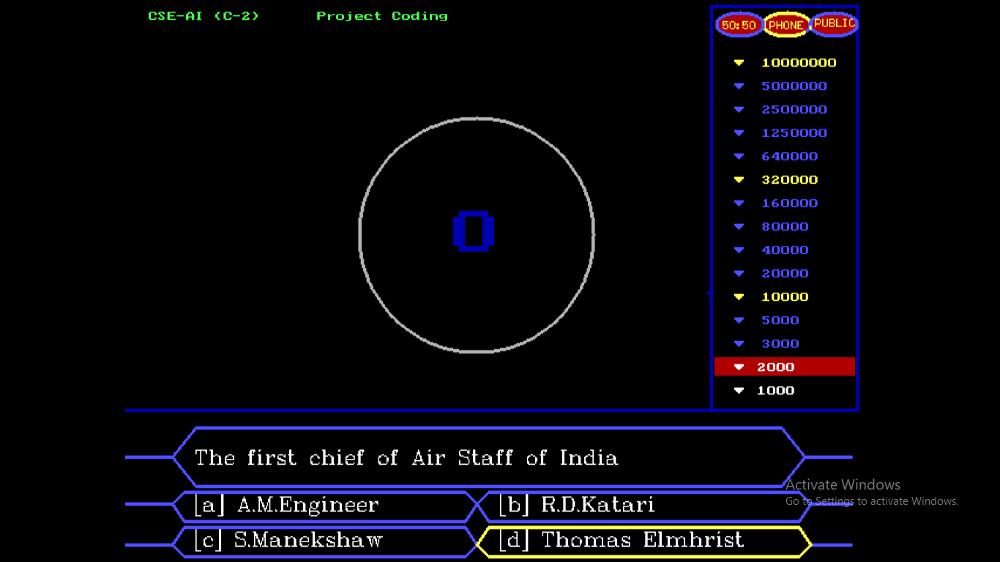 CSE-AI (C-2) Project Coding
50:50 PHONE PUBLIC
10000000
5000000
2500000
1250000
640000
320000
160000
80000
40000
20000
10000
5000
3000
2000
1000
0
The first chief of Air Staff of India
[a] A.M.Engineer [b] R.D.Katari
[c] S.Manekshaw [d] Thomas Elmhrist
Activate Windows
Go to Settings to activate Windows.